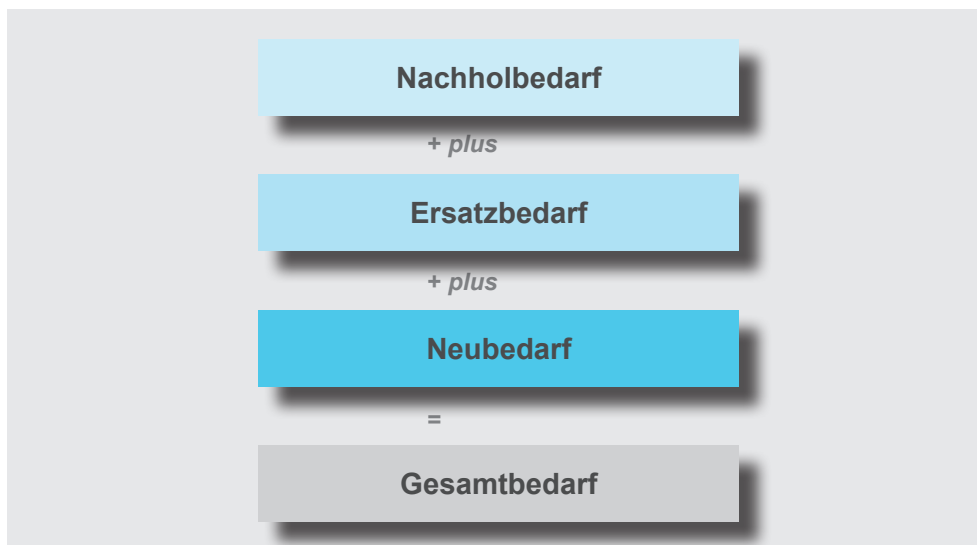 Nachholbedarf
+ plus
Ersatzbedarf
+ plus
Neubedarf
=
Gesamtbedarf